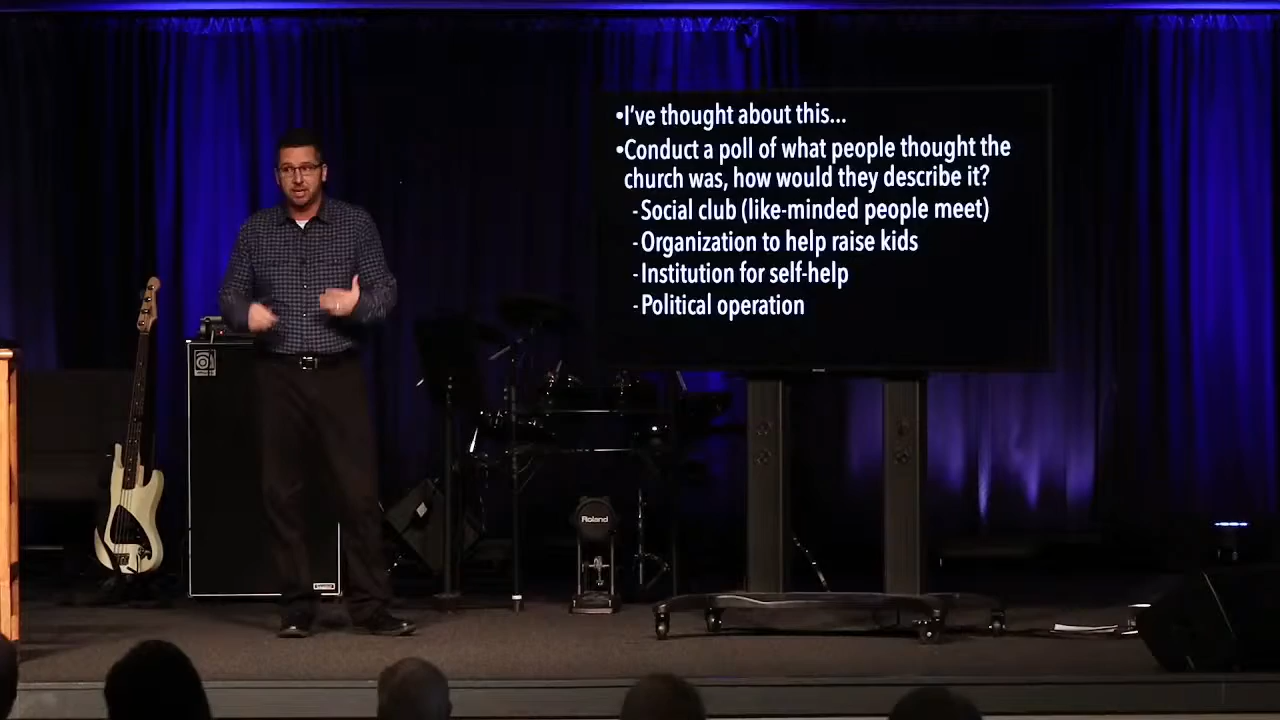 •I've thought about this...
•Conduct a poll of what people thought the
church was, how would they describe it?
-Social club (like-minded people meet)
-Organization to help raise kids
-Institution for self-help
-Political operation
Roland